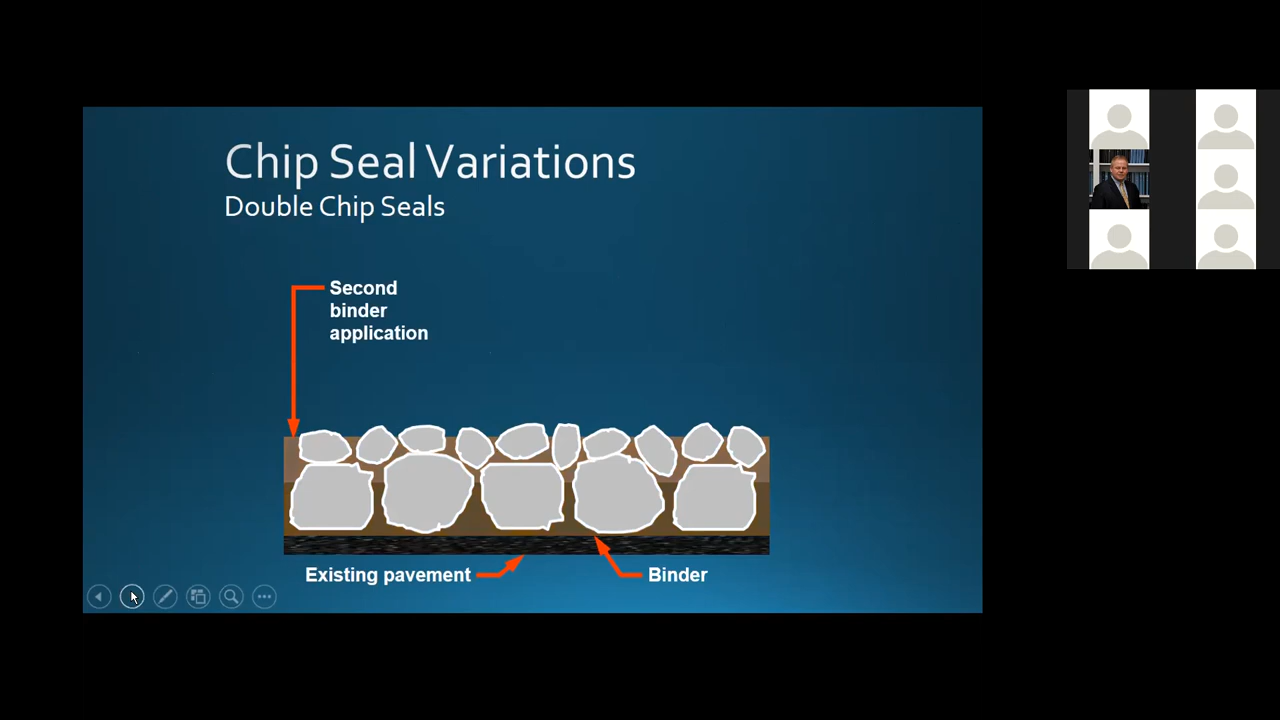 Chip Seal Variations
Double Chip Seals
Second
binder
application
Existing pavement
Binder